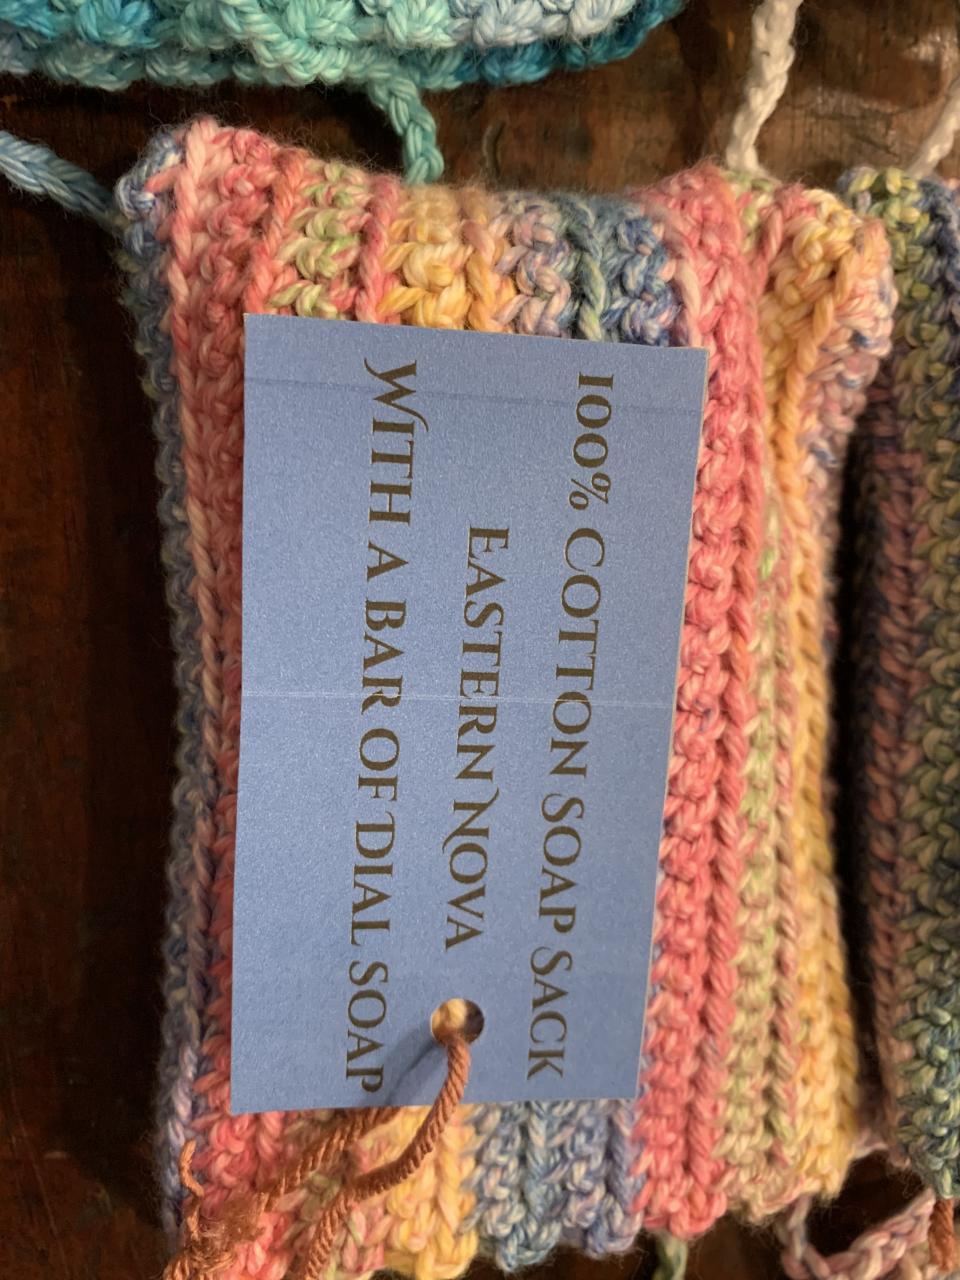 100% Cotton Soap Sack
Eastern Nova
With a bar of Dial soap